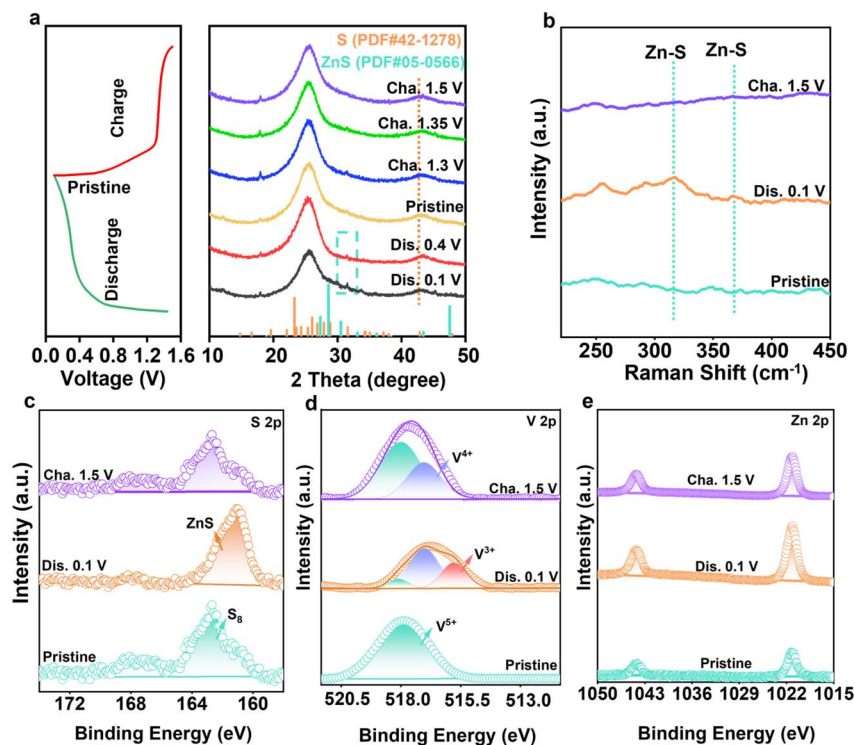 a
Charge
Pristine
Discharge
0.0 0.4 0.8 1.2 1.6
Voltage (V)
S (PDF#42-1278)
ZnS (PDF#05-0566)
Cha. 1.5 V
Cha. 1.35 V
Cha. 1.3 V
Pristine
Dis. 0.4 V
Dis. 0.1 V
10 20 30 40 50
2 Theta (degree)
b
Zn-S Zn-S
Cha. 1.5 V
Dis. 0.1 V
Pristine
Intensity (a.u.)
250 300 350 400 450
Raman Shift (cm⁻¹)
c
S 2p
Cha. 1.5 V
ZnS
Dis. 0.1 V
S₈
Pristine
Intensity (a.u.)
172 168 164 160
Binding Energy (eV)
d
V 2p
V⁴⁺
Cha. 1.5 V
V³⁺
Dis. 0.1 V
V⁵⁺
Pristine
Intensity (a.u.)
520.5 518.0 515.5 513.0
Binding Energy (eV)
e
Zn 2p
Cha. 1.5 V
Dis. 0.1 V
Pristine
Intensity (a.u.)
1050 1043 1036 1029 1022 1015
Binding Energy (eV)